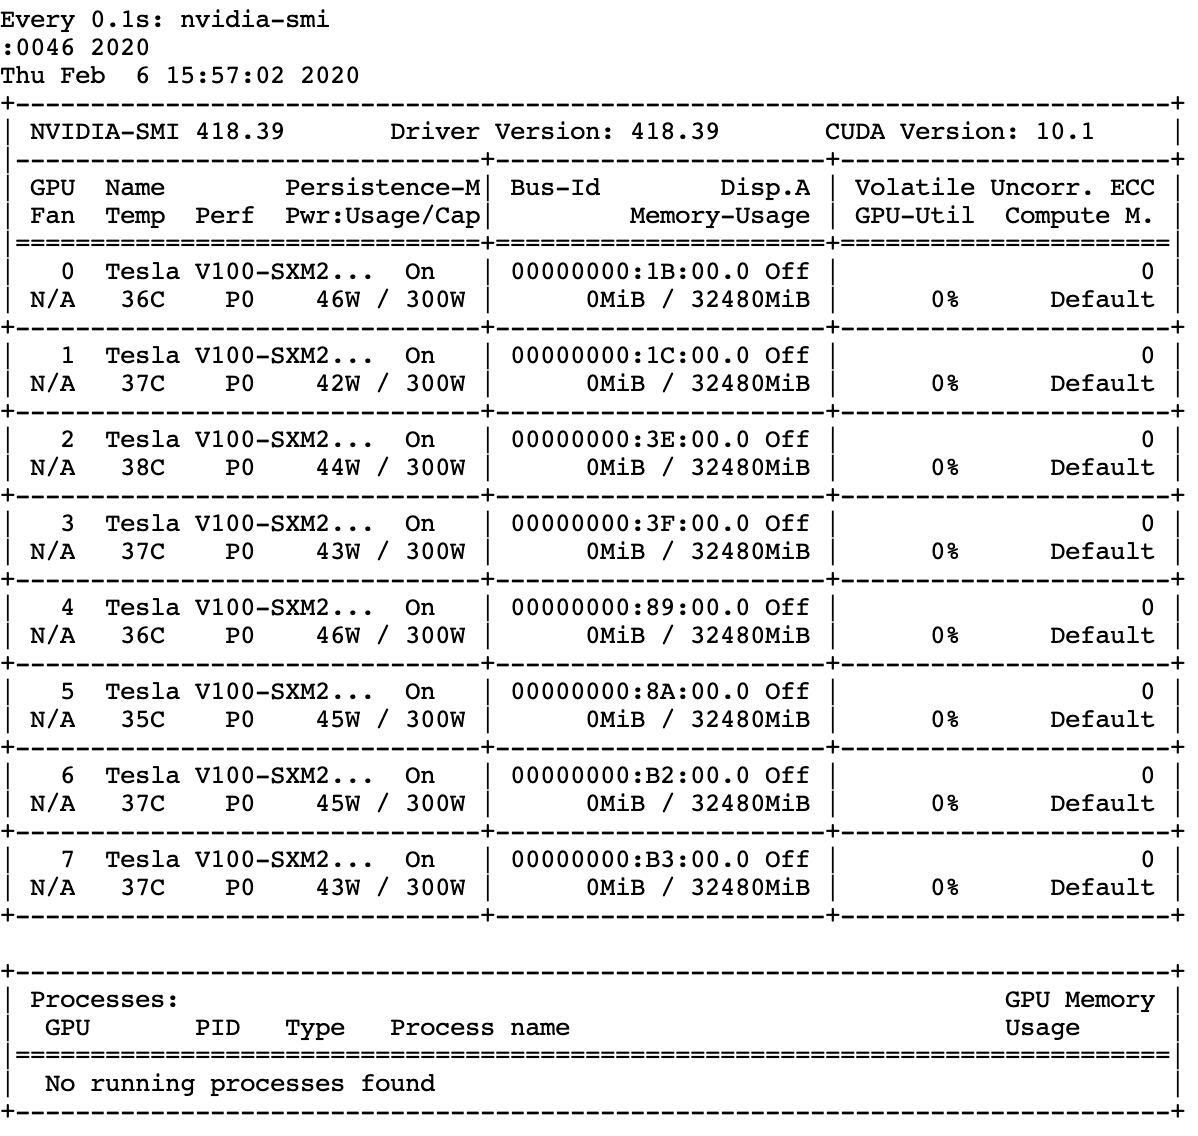 Every 0.1s: nvidia-smi
:0046 2020
Thu Feb  6 15:57:02 2020
+-----------------------------------------------------------------------------+
| NVIDIA-SMI 418.39       Driver Version: 418.39       CUDA Version: 10.1     |
|-------------------------------+----------------------+----------------------+
| GPU  Name        Persistence-M| Bus-Id        Disp.A | Volatile Uncorr. ECC |
| Fan  Temp  Perf  Pwr:Usage/Cap|         Memory-Usage | GPU-Util  Compute M. |
|===============================+======================+======================|
|   0  Tesla V100-SXM2...  On   | 00000000:1B:00.0 Off |                    0 |
| N/A   36C    P0    46W / 300W |      0MiB / 32480MiB |      0%      Default |
+-------------------------------+----------------------+----------------------+
|   1  Tesla V100-SXM2...  On   | 00000000:1C:00.0 Off |                    0 |
| N/A   37C    P0    42W / 300W |      0MiB / 32480MiB |      0%      Default |
+-------------------------------+----------------------+----------------------+
|   2  Tesla V100-SXM2...  On   | 00000000:3E:00.0 Off |                    0 |
| N/A   38C    P0    44W / 300W |      0MiB / 32480MiB |      0%      Default |
+-------------------------------+----------------------+----------------------+
|   3  Tesla V100-SXM2...  On   | 00000000:3F:00.0 Off |                    0 |
| N/A   37C    P0    43W / 300W |      0MiB / 32480MiB |      0%      Default |
+-------------------------------+----------------------+----------------------+
|   4  Tesla V100-SXM2...  On   | 00000000:89:00.0 Off |                    0 |
| N/A   36C    P0    46W / 300W |      0MiB / 32480MiB |      0%      Default |
+-------------------------------+----------------------+----------------------+
|   5  Tesla V100-SXM2...  On   | 00000000:8A:00.0 Off |                    0 |
| N/A   35C    P0    45W / 300W |      0MiB / 32480MiB |      0%      Default |
+-------------------------------+----------------------+----------------------+
|   6  Tesla V100-SXM2...  On   | 00000000:B2:00.0 Off |                    0 |
| N/A   37C    P0    45W / 300W |      0MiB / 32480MiB |      0%      Default |
+-------------------------------+----------------------+----------------------+
|   7  Tesla V100-SXM2...  On   | 00000000:B3:00.0 Off |                    0 |
| N/A   37C    P0    43W / 300W |      0MiB / 32480MiB |      0%      Default |
+-------------------------------+----------------------+----------------------+

+-----------------------------------------------------------------------------+
| Processes:                                                       GPU Memory |
|  GPU       PID   Type   Process name                             Usage      |
|=============================================================================|
|  No running processes found                                                 |
+-----------------------------------------------------------------------------+